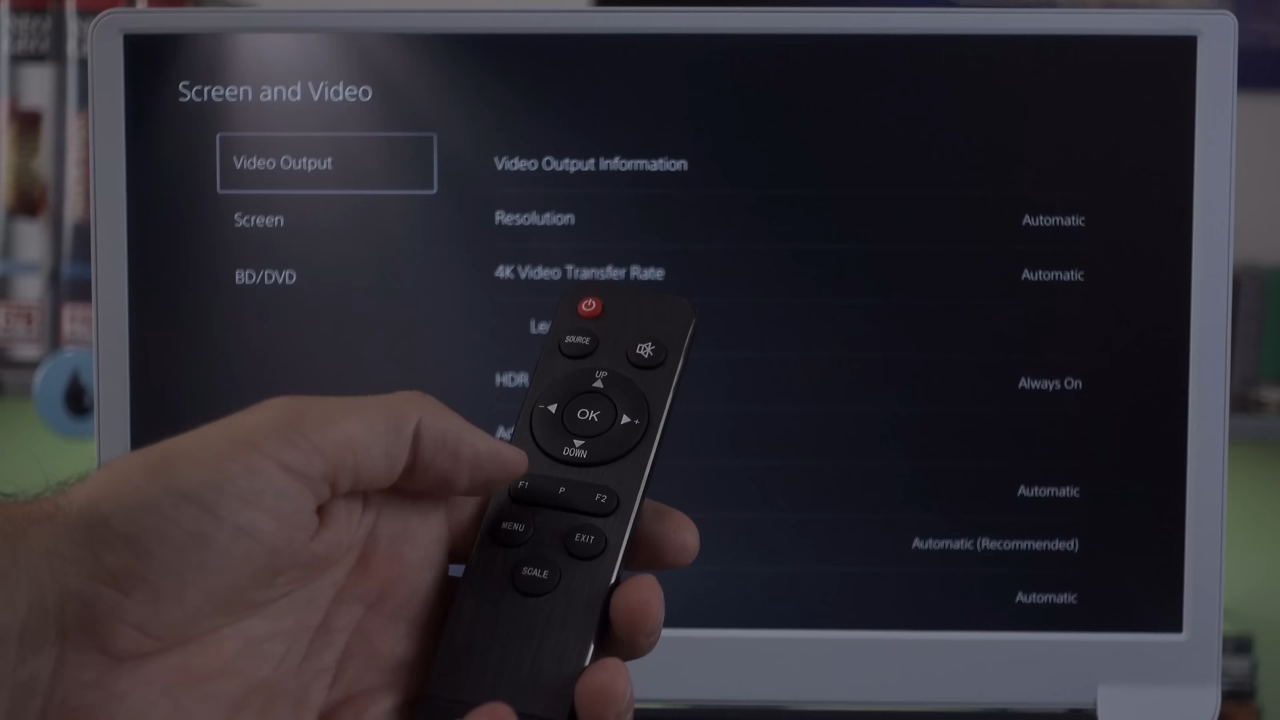 Screen and Video
Video Output
Screen
BD/DVD
Video Output Information
Resolution
Automatic
4K Video Transfer Rate
Automatic
HDR
Always On
Automatic
Automatic (Recommended)
Automatic
SOURCE
UP
- OK +
DOWN
F1 P F2
MENU
EXIT
SCALE